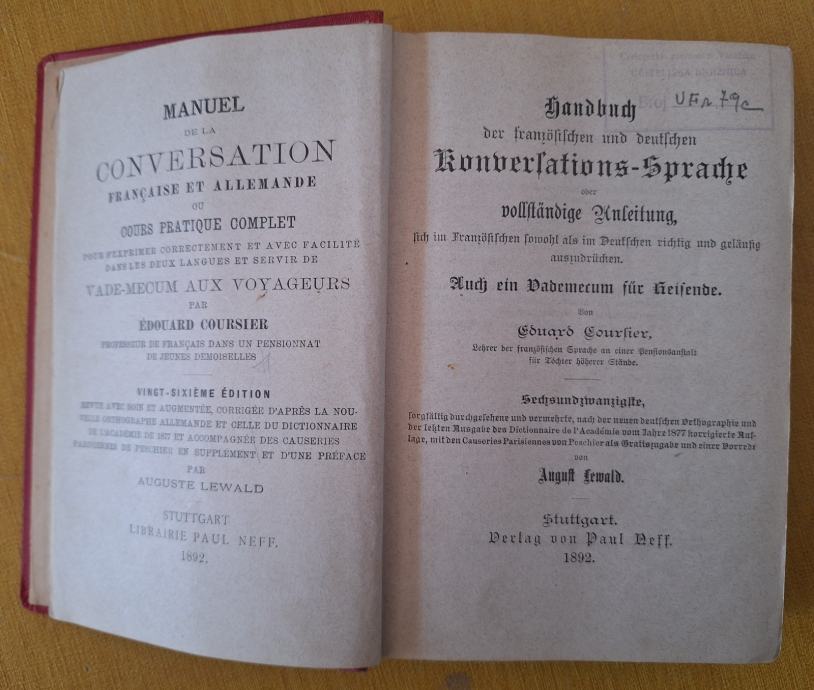 MANUEL
DE LA
CONVERSATION
FRANÇAISE ET ALLEMANDE
OU
COURS PRATIQUE COMPLET
POUR S'EXPRIMER CORRECTEMENT ET AVEC FACILITÉ
DANS LES DEUX LANGUES ET SERVIR DE
VADE-MECUM AUX VOYAGEURS
PAR
ÉDOUARD COURSIER
PROFESSEUR DE FRANÇAIS DANS UN PENSIONNAT
DE JEUNES DEMOISELLES
VINGT-SIXIÈME ÉDITION
REVUE AVEC SOIN ET AUGMENTÉE, CORRIGÉE D'APRÈS LA NOU-
VELLE ORTHOGRAPHE ALLEMANDE ET CELLE DU DICTIONNAIRE
DE L'ACADÉMIE DE 1877 ET ACCOMPAGNÉE DES CAUSERIES
PARISIENNES DE PESCHIER EN SUPPLÉMENT ET D'UNE PRÉFACE
PAR
AUGUSTE LEWALD
STUTTGART
LIBRAIRIE PAUL NEFF.
1892.
UFr 79c
Handbuch
der französischen und deutschen
Konversations-Sprache
oder
vollständige Anleitung,
sich im Französischen sowohl als im Deutschen richtig und geläufig
auszudrücken.
Auch ein Vademecum für Reisende.
Von
Eduard Coursier,
Lehrer der französischen Sprache an einer Pensionsanstalt
für Töchter höherer Stände.
Sechsundzwanzigste,
sorgfältig durchgesehene und vermehrte, nach der neuen deutschen Orthographie und
der letzten Ausgabe des Dictionnaire de l'Académie vom Jahre 1877 korrigierte Auf-
lage, mit den Causeries Parisiennes von Peschier als Gratiszugabe und einer Vorrede
von
August Lewald.
Stuttgart.
Verlag von Paul Neff.
1892.